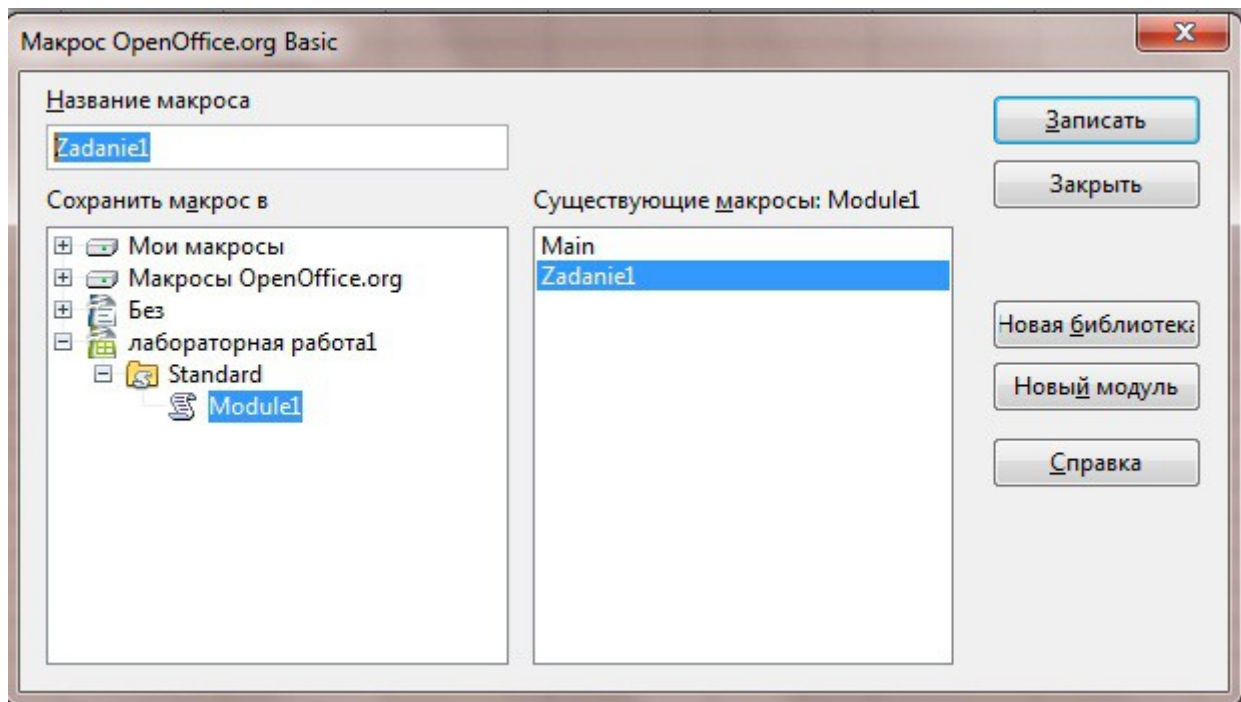 Макрос OpenOffice.org Basic
Название макроса
Zadanie1
Сохранить макрос в
Мои макросы
Макросы OpenOffice.org
Без
лабораторная работа1
Standard
Module1
Существующие макросы: Module1
Main
Zadanie1
Записать
Закрыть
Новая библиотека
Новый модуль
Справка